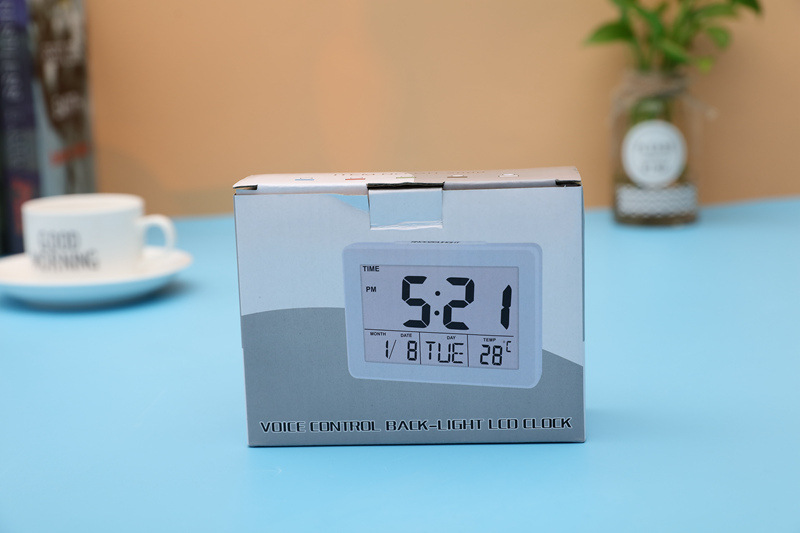 GOOD
MORNING
TIME
PM
5:21
MONTH DATE DAY TEMP
1/ 8 TUE 28°C
VOICE CONTROL BACK-LIGHT LCD CLOCK